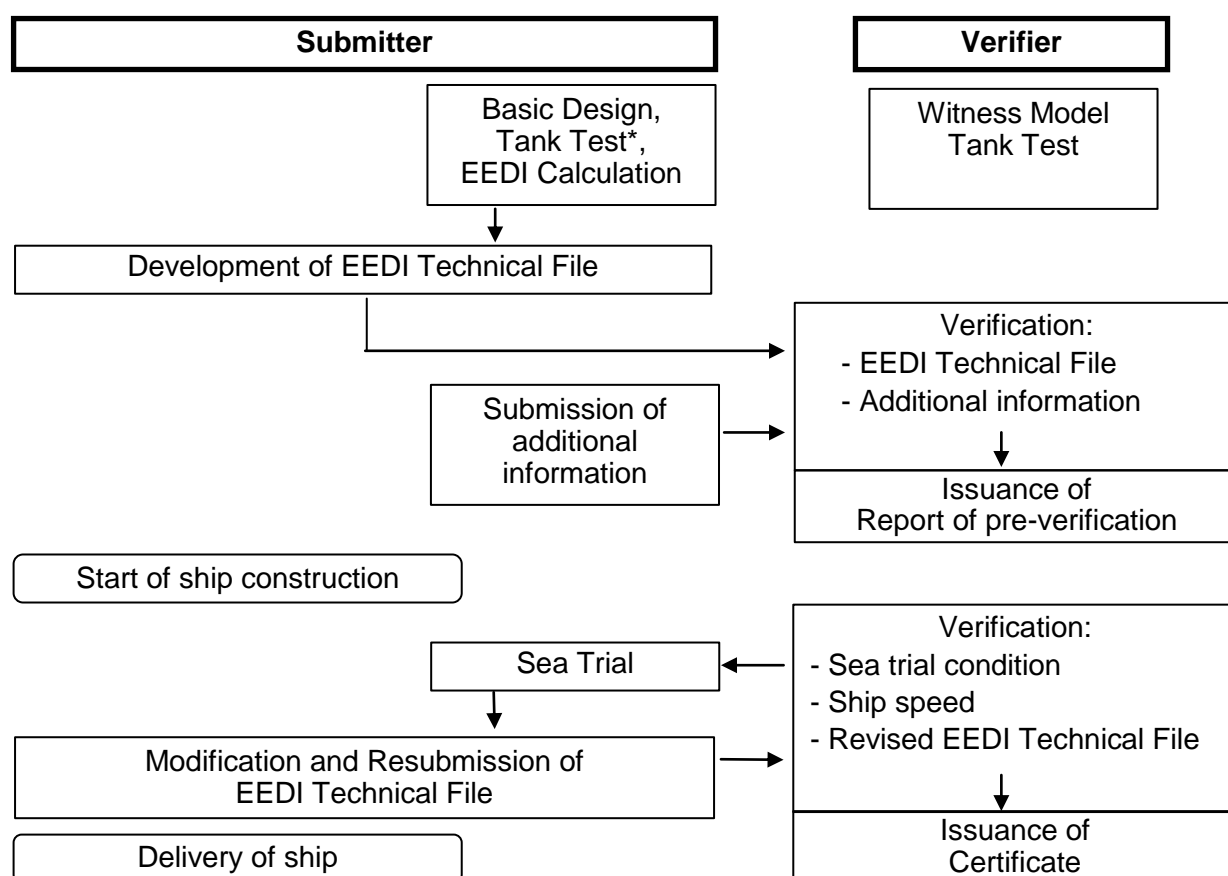 Submitter
Verifier
Basic Design,
Tank Test*,
EEDI Calculation
Witness Model
Tank Test
Development of EEDI Technical File
Verification:
- EEDI Technical File
- Additional information
Submission of
additional
information
Issuance of
Report of pre-verification
Start of ship construction
Verification:
- Sea trial condition
- Ship speed
- Revised EEDI Technical File
Sea Trial
Modification and Resubmission of
EEDI Technical File
Issuance of
Certificate
Delivery of ship